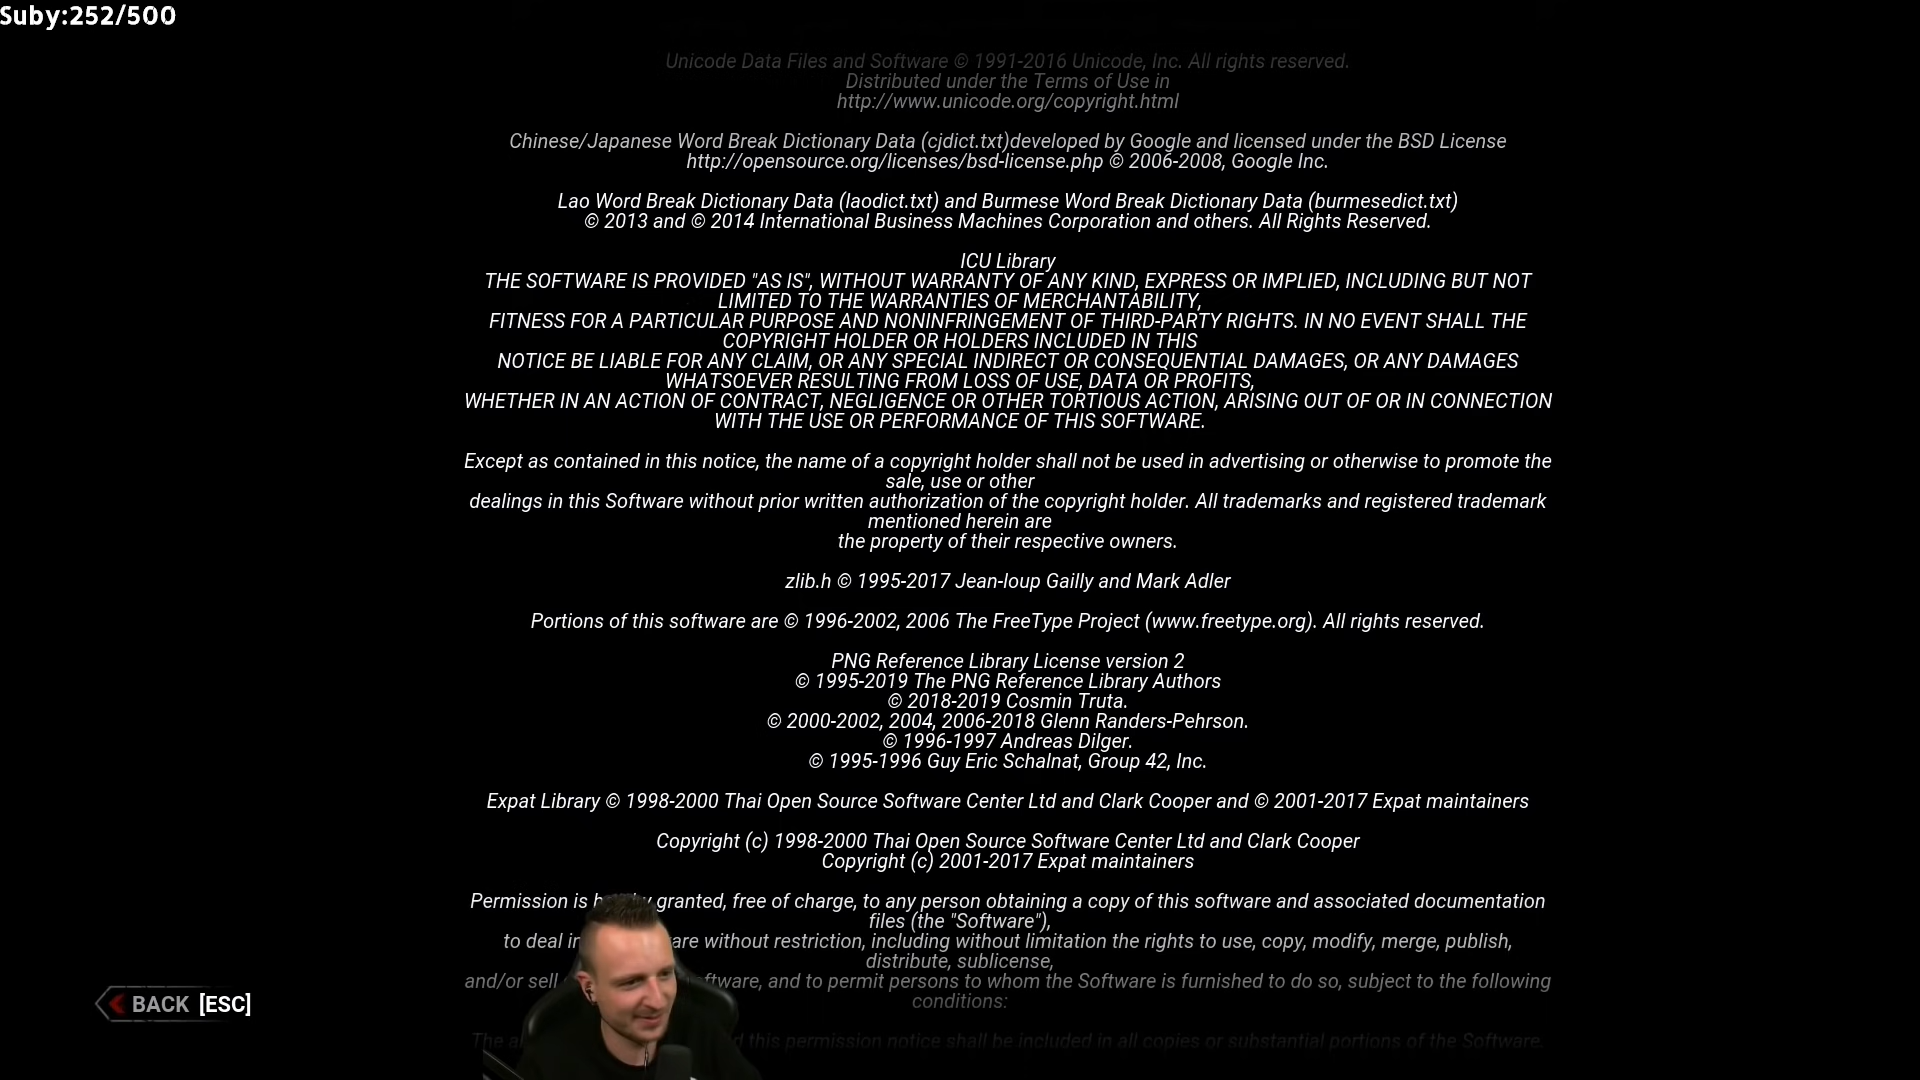 Suby:252/500
Unicode Data Files and Software © 1991-2016 Unicode, Inc. All rights reserved.
Distributed under the Terms of Use in
http://www.unicode.org/copyright.html
Chinese/Japanese Word Break Dictionary Data (cjdict.txt)developed by Google and licensed under the BSD License
http://opensource.org/licenses/bsd-license.php © 2006-2008, Google Inc.
Lao Word Break Dictionary Data (laodict.txt) and Burmese Word Break Dictionary Data (burmesedict.txt)
© 2013 and © 2014 International Business Machines Corporation and others. All Rights Reserved.
ICU Library
THE SOFTWARE IS PROVIDED "AS IS", WITHOUT WARRANTY OF ANY KIND, EXPRESS OR IMPLIED, INCLUDING BUT NOT
LIMITED TO THE WARRANTIES OF MERCHANTABILITY,
FITNESS FOR A PARTICULAR PURPOSE AND NONINFRINGEMENT OF THIRD-PARTY RIGHTS. IN NO EVENT SHALL THE
COPYRIGHT HOLDER OR HOLDERS INCLUDED IN THIS
NOTICE BE LIABLE FOR ANY CLAIM, OR ANY SPECIAL INDIRECT OR CONSEQUENTIAL DAMAGES, OR ANY DAMAGES
WHATSOEVER RESULTING FROM LOSS OF USE, DATA OR PROFITS,
WHETHER IN AN ACTION OF CONTRACT, NEGLIGENCE OR OTHER TORTIOUS ACTION, ARISING OUT OF OR IN CONNECTION
WITH THE USE OR PERFORMANCE OF THIS SOFTWARE.
Except as contained in this notice, the name of a copyright holder shall not be used in advertising or otherwise to promote the
sale, use or other
dealings in this Software without prior written authorization of the copyright holder. All trademarks and registered trademark
mentioned herein are
the property of their respective owners.
zlib.h © 1995-2017 Jean-loup Gailly and Mark Adler
Portions of this software are © 1996-2002, 2006 The FreeType Project (www.freetype.org). All rights reserved.
PNG Reference Library License version 2
© 1995-2019 The PNG Reference Library Authors
© 2018-2019 Cosmin Truta.
© 2000-2002, 2004, 2006-2018 Glenn Randers-Pehrson.
© 1996-1997 Andreas Dilger.
© 1995-1996 Guy Eric Schalnat, Group 42, Inc.
Expat Library © 1998-2000 Thai Open Source Software Center Ltd and Clark Cooper and © 2001-2017 Expat maintainers
Copyright (c) 1998-2000 Thai Open Source Software Center Ltd and Clark Cooper
Copyright (c) 2001-2017 Expat maintainers
Permission is granted, free of charge, to any person obtaining a copy of this software and associated documentation
files (the "Software"),
to deal without restriction, including without limitation the rights to use, copy, modify, merge, publish,
distribute, sublicense,
and/or sell and to permit persons to whom the Software is furnished to do so, subject to the following
conditions:
The this permission notice shall be included in all copies or substantial portions of the Software.
BACK [ESC]